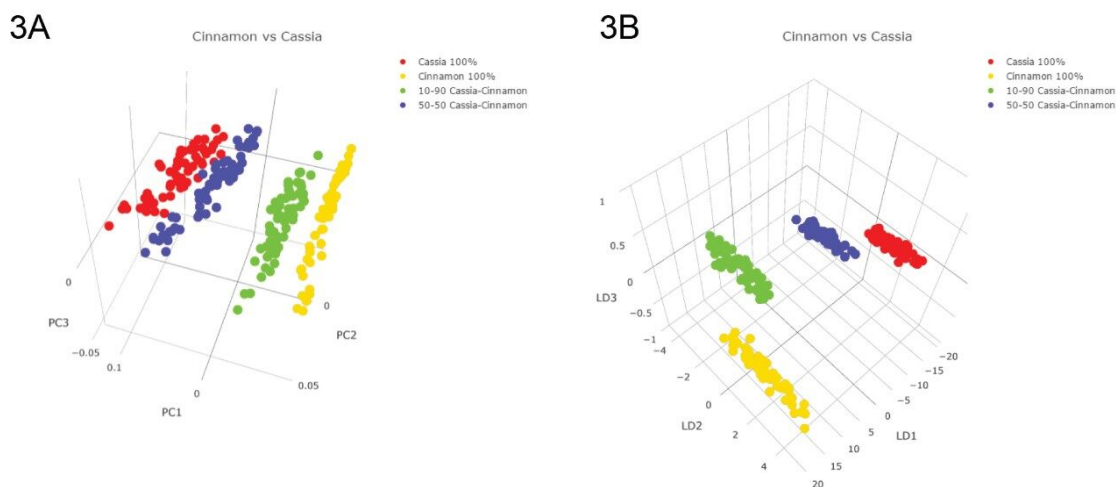 3A
Cinnamon vs Cassia
Cassia 100%
Cinnamon 100%
10-90 Cassia-Cinnamon
50-50 Cassia-Cinnamon
0
PC3
−0.05
0.1
0
PC1
0.05
0
PC2
3B
Cinnamon vs Cassia
Cassia 100%
Cinnamon 100%
10-90 Cassia-Cinnamon
50-50 Cassia-Cinnamon
1
0.5
0
LD3
−0.5
−1
−4
−2
0
LD2
2
4
−20
−15
−10
−5
0
LD1
5
10
15
20